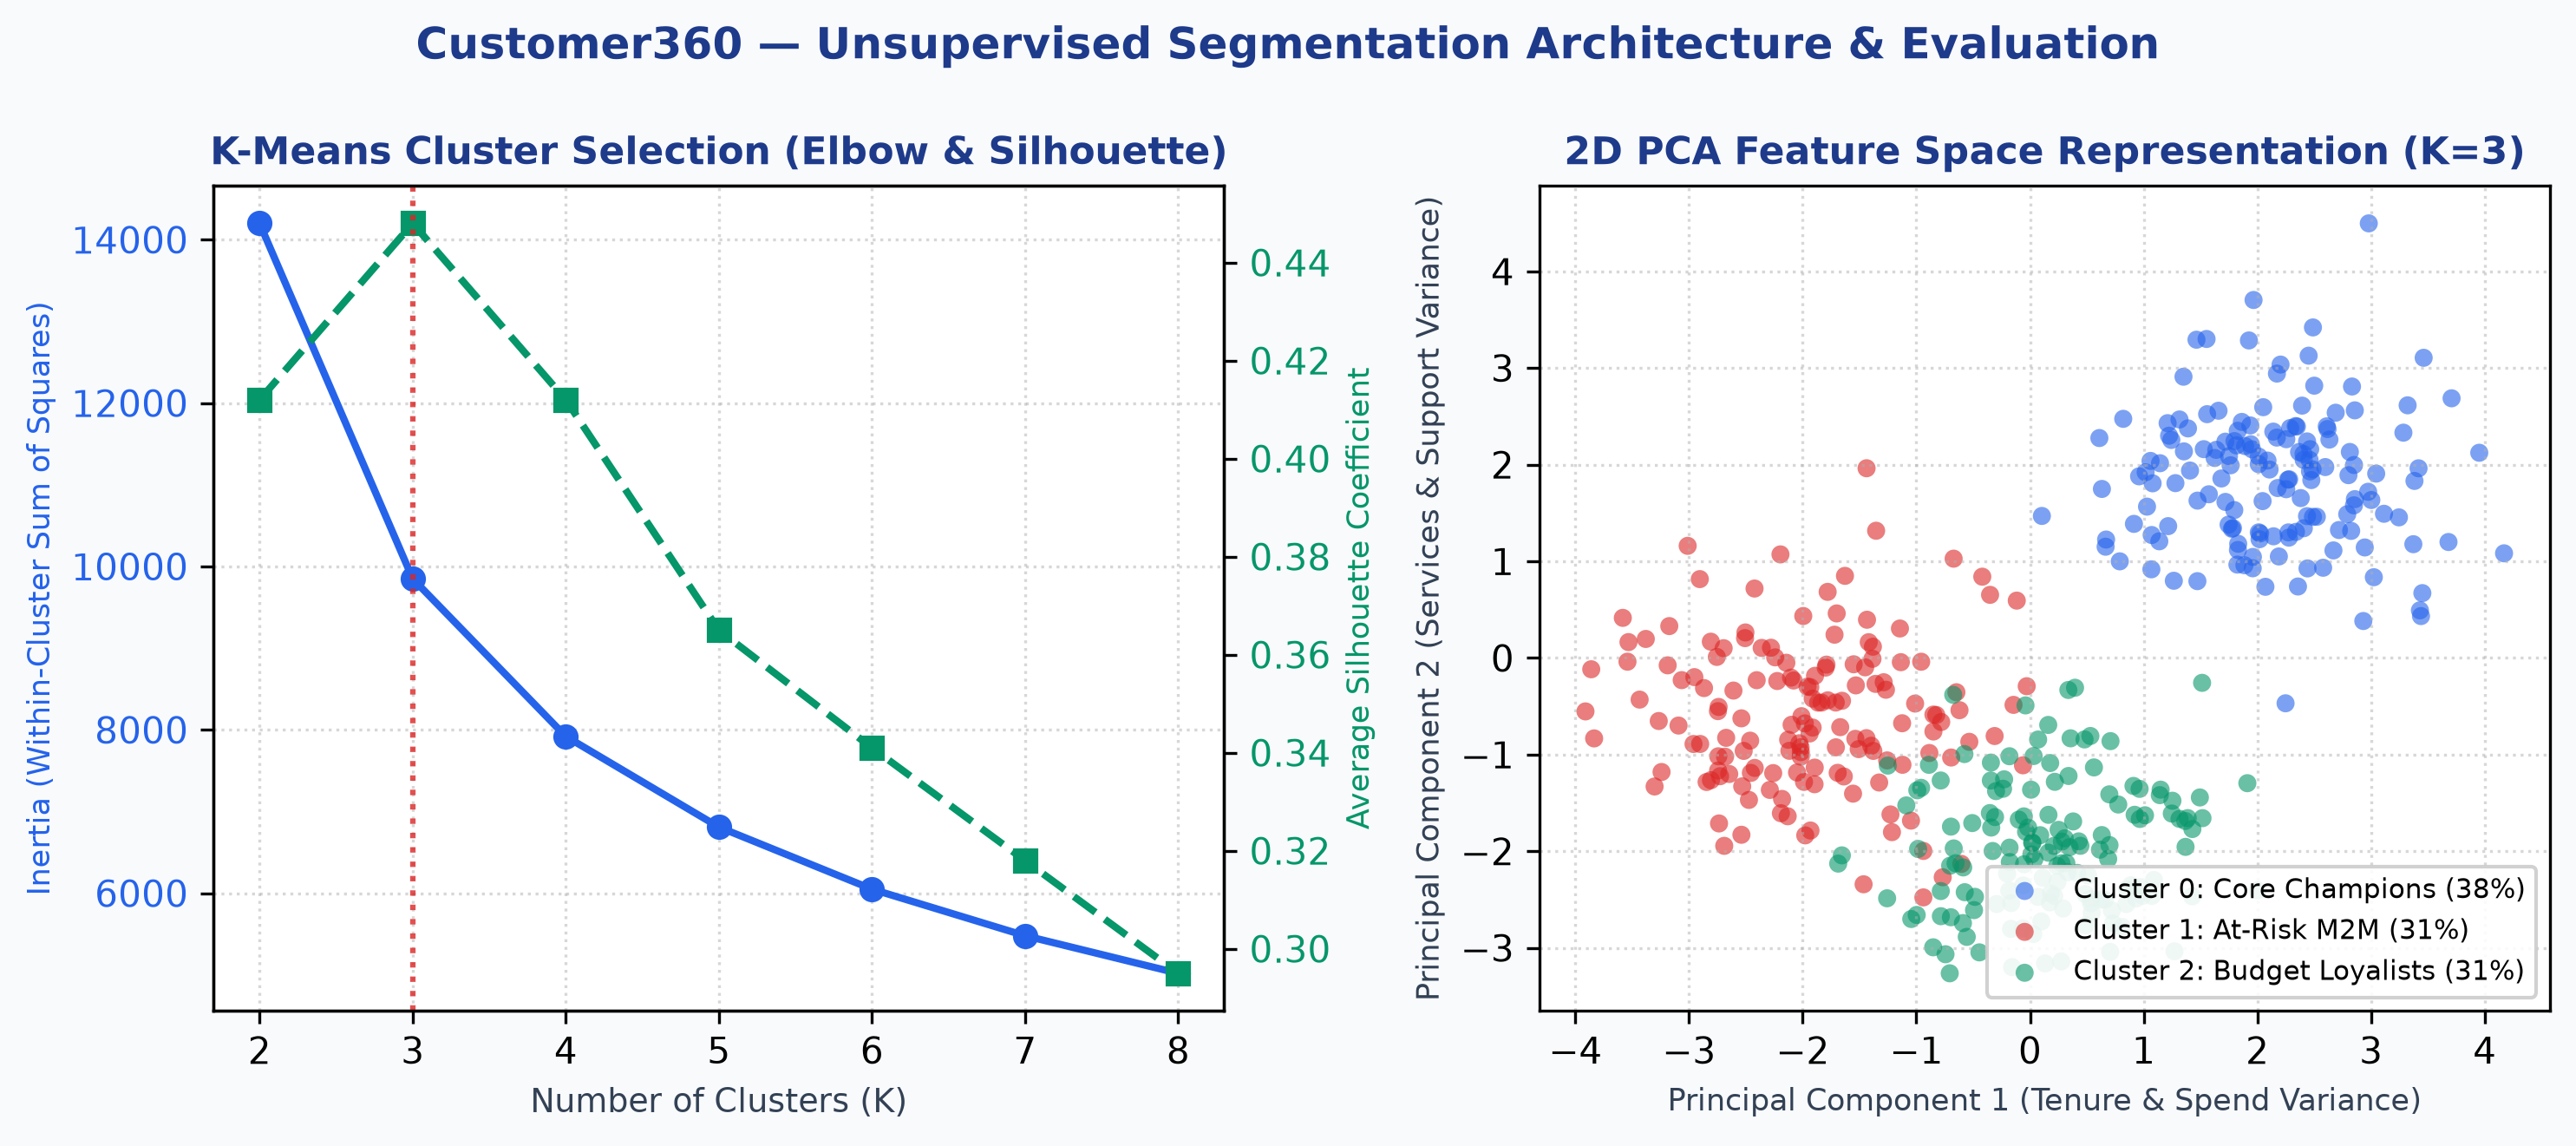 Customer360 — Unsupervised Segmentation Architecture & Evaluation
K-Means Cluster Selection (Elbow & Silhouette)
Inertia (Within-Cluster Sum of Squares)
14000
12000
10000
8000
6000
0.44
0.42
0.40
0.38
0.36
0.34
0.32
0.30
Average Silhouette Coefficient
2 3 4 5 6 7 8
Number of Clusters (K)
2D PCA Feature Space Representation (K=3)
Principal Component 2 (Services & Support Variance)
4
3
2
1
0
−1
−2
−3
Cluster 0: Core Champions (38%)
Cluster 1: At-Risk M2M (31%)
Cluster 2: Budget Loyalists (31%)
−4 −3 −2 −1 0 1 2 3 4
Principal Component 1 (Tenure & Spend Variance)